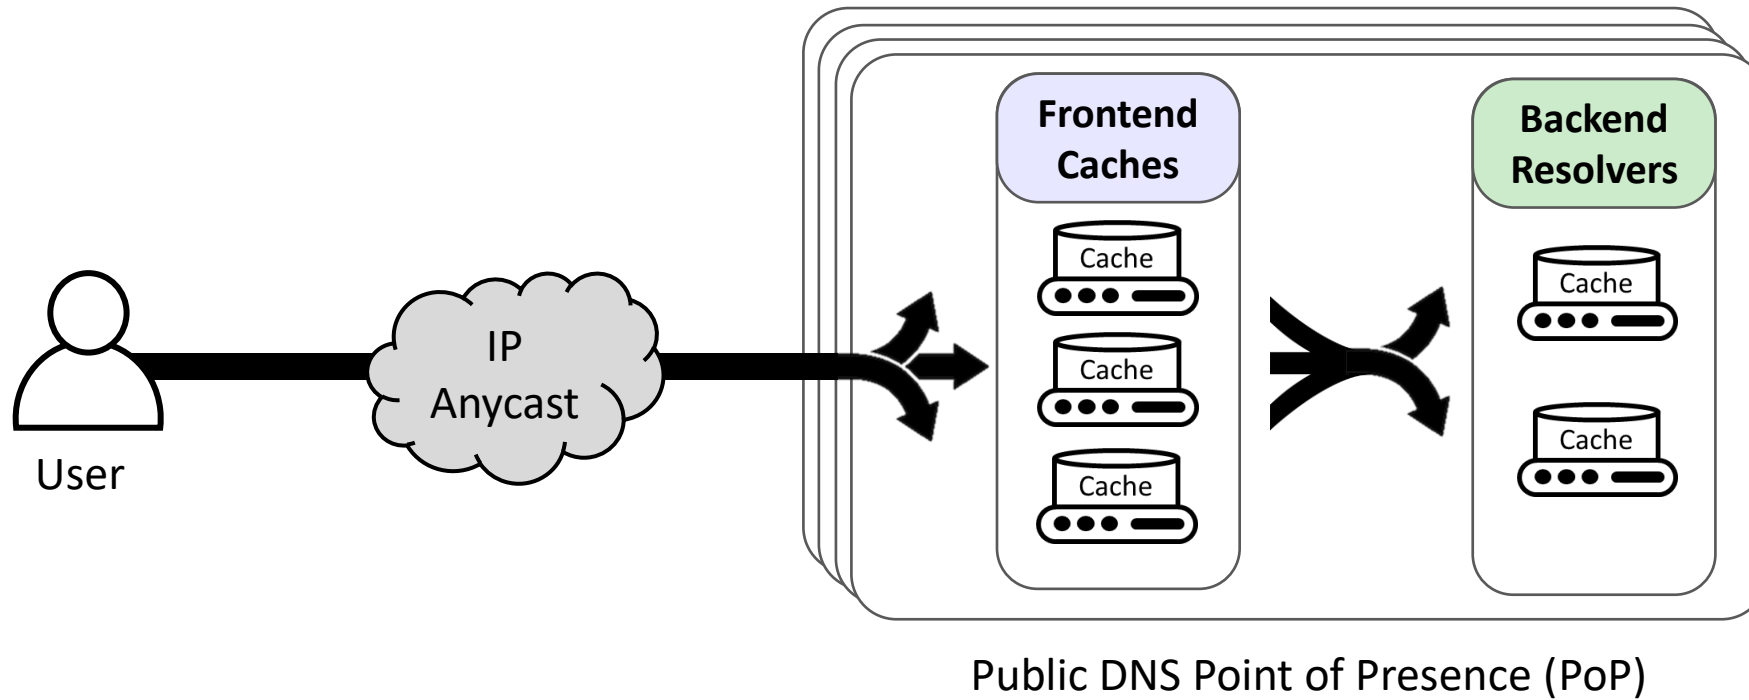 User
IP
Anycast
Frontend
Caches
Cache
Cache
Cache
Backend
Resolvers
Cache
Cache
Public DNS Point of Presence (PoP)